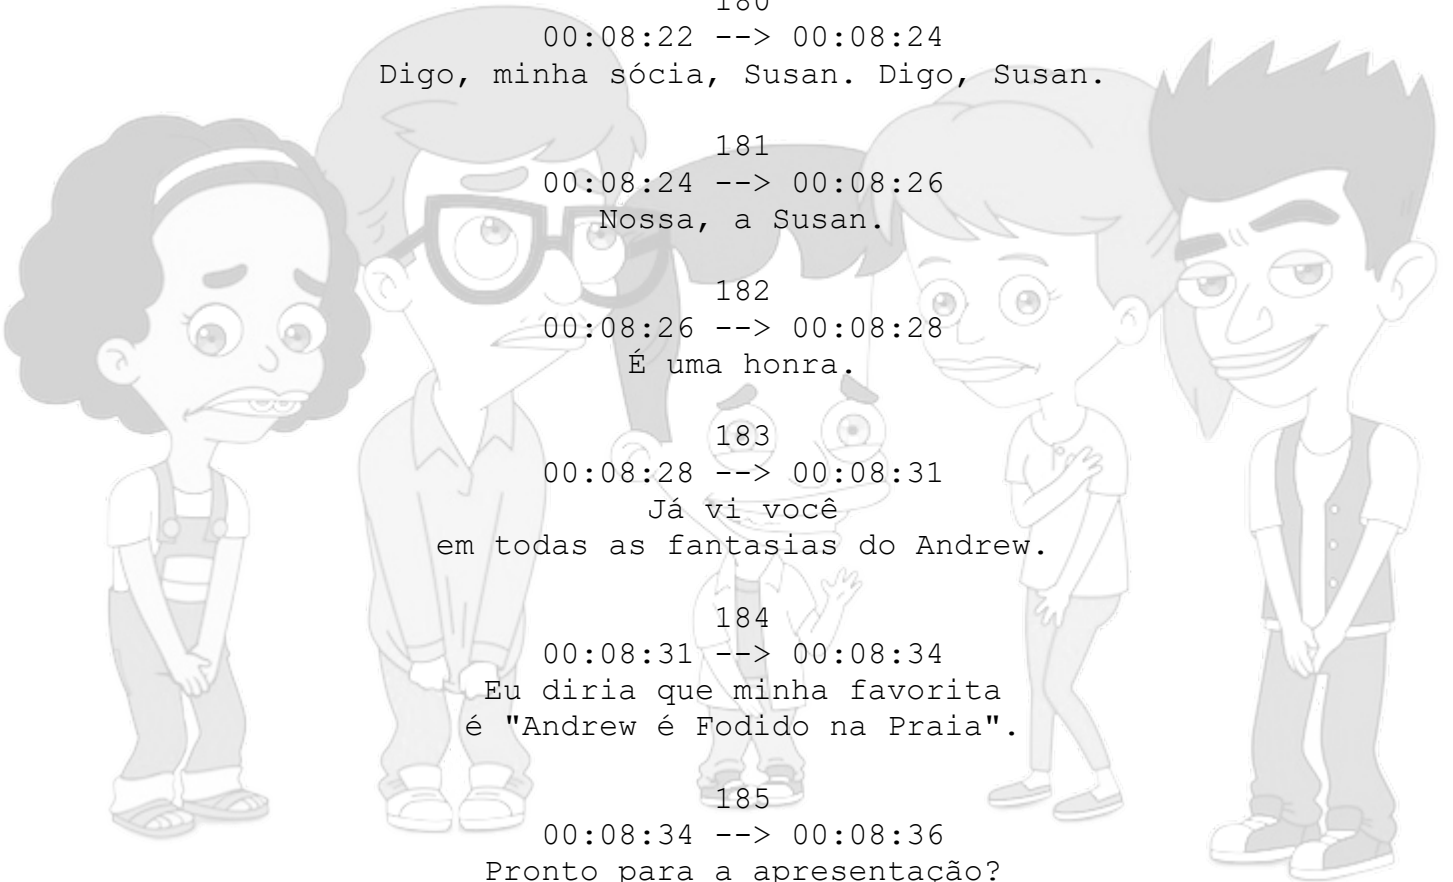 180
00:08:22 --> 00:08:24
Digo, minha sócia, Susan. Digo, Susan.
181
00:08:24 --> 00:08:26
Nossa, a Susan.
182
00:08:26 --> 00:08:28
É uma honra.
183
00:08:28 --> 00:08:31
Já vi você
em todas as fantasias do Andrew.
184
00:08:31 --> 00:08:34
Eu diria que minha favorita
é "Andrew é Fodido na Praia".
185
00:08:34 --> 00:08:36
Pronto para a apresentação?